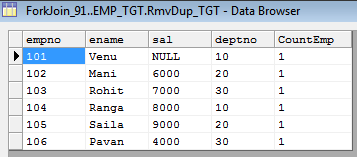 ForkJoin_91..EMP_TGT.RmvDup_TGT - Data Browser
empno ename sal deptno CountEmp
101 Venu NULL 10 1
102 Mani 6000 20 1
103 Rohit 7000 30 1
104 Ranga 8000 10 1
105 Saila 9000 20 1
106 Pavan 4000 30 1